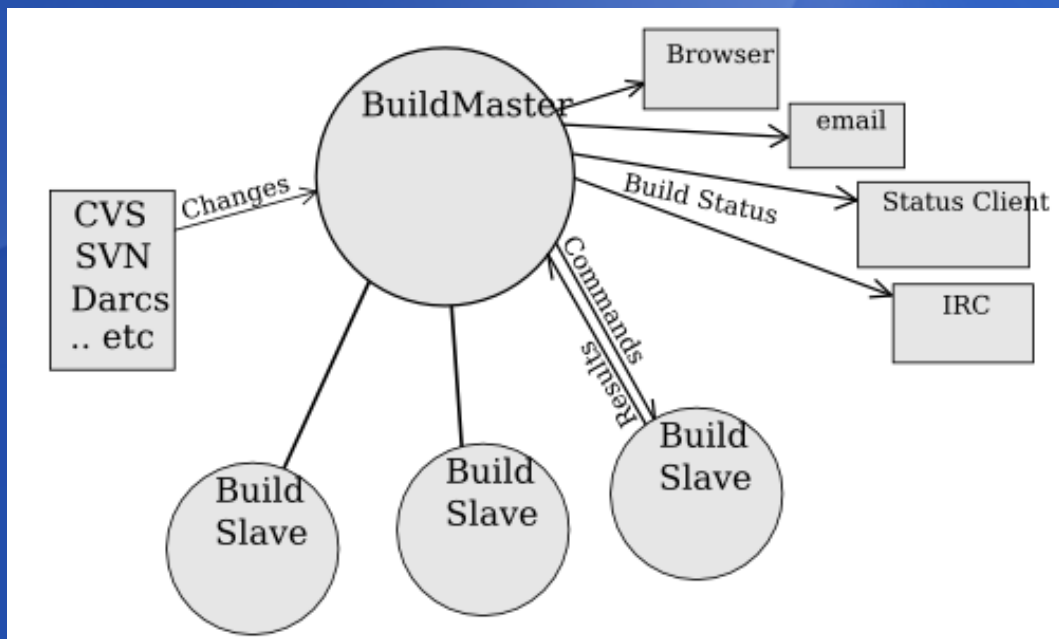 Browser
BuildMaster
email
Changes
Build Status
CVS
SVN
Darcs
.. etc
Status Client
Commands
Results
IRC
Build
Slave
Build
Slave
Build
Slave